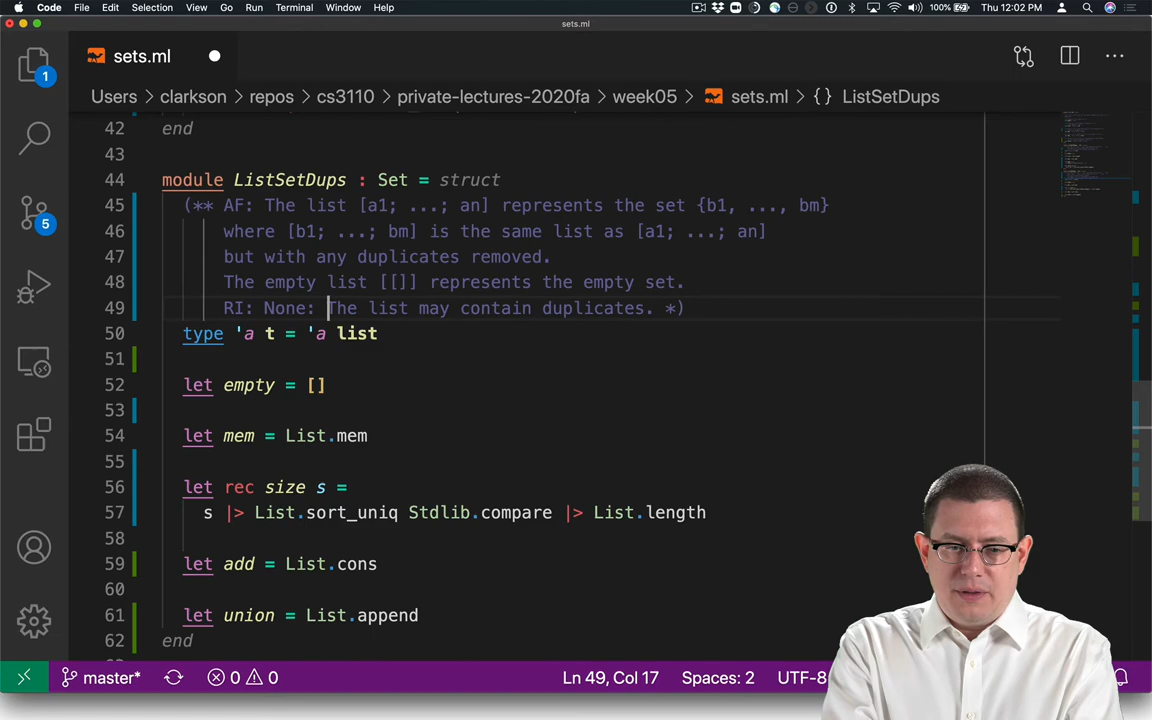 Code File Edit Selection View Go Run Terminal Window Help 100% Thu 12:02 PM
sets.ml
sets.ml
1
Users > clarkson > repos > cs3110 > private-lectures-2020fa > week05 > sets.ml > {} ListSetDups
42 end
43
44 module ListSetDups : Set = struct
45 (** AF: The list [a1; ...; an] represents the set {b1, ..., bm}
46 where [b1; ...; bm] is the same list as [a1; ...; an]
47 but with any duplicates removed.
48 The empty list [[]] represents the empty set.
49 RI: None: The list may contain duplicates. *)
50 type 'a t = 'a list
51
52 let empty = []
53
54 let mem = List.mem
55
56 let rec size s =
57 s |> List.sort_uniq Stdlib.compare |> List.length
58
59 let add = List.cons
60
61 let union = List.append
62 end
5
master* 0 0 Ln 49, Col 17 Spaces: 2 UTF-8